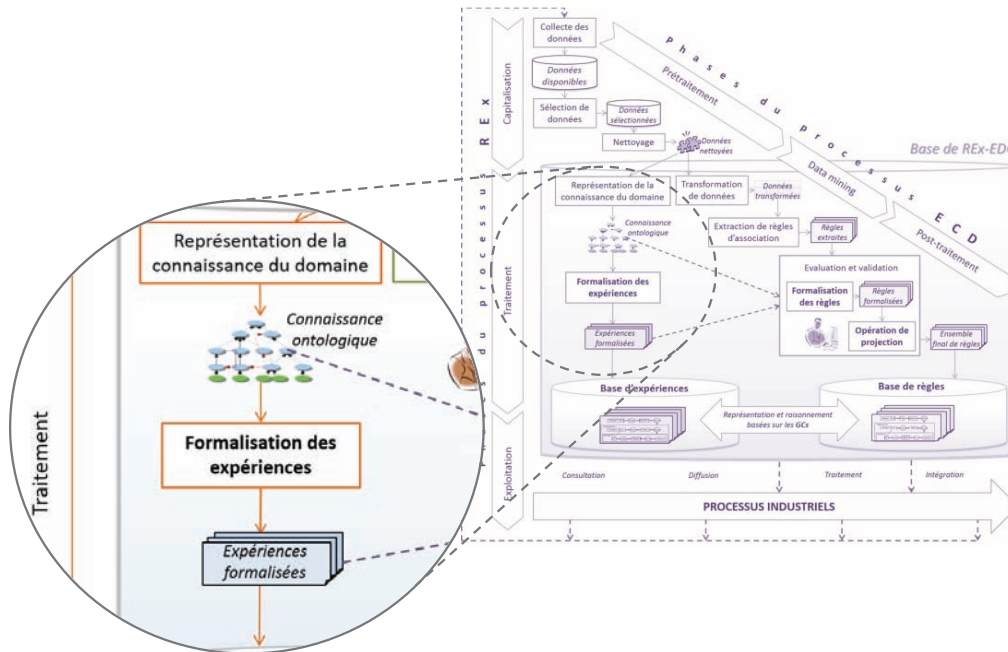 Collecte des
données
Données
disponibles
Sélection de
données
Données
sélectionnées
Nettoyage
Données
nettoyées
Phases du processus ECD
Prétraitement
Data mining
Post-traitement
Base de REx-EDC
Phases du processus REx
Capitalisation
Traitement
Exploitation
Représentation de la
connaissance du domaine
Transformation
de données
Données
transformées
Connaissance
ontologique
Extraction de règles
d'association
Règles
extraites
Evaluation et validation
Formalisation des
expériences
Formalisation
des règles
Règles
formalisées
Expériences
formalisées
Opération de
projection
Ensemble
final de règles
Base d'expériences
Base de règles
Représentation et raisonnement
basées sur les GCs
Consultation
Diffusion
Traitement
Intégration
PROCESSUS INDUSTRIELS
Traitement
Représentation de la
connaissance du domaine
Connaissance
ontologique
Formalisation des
expériences
Expériences
formalisées